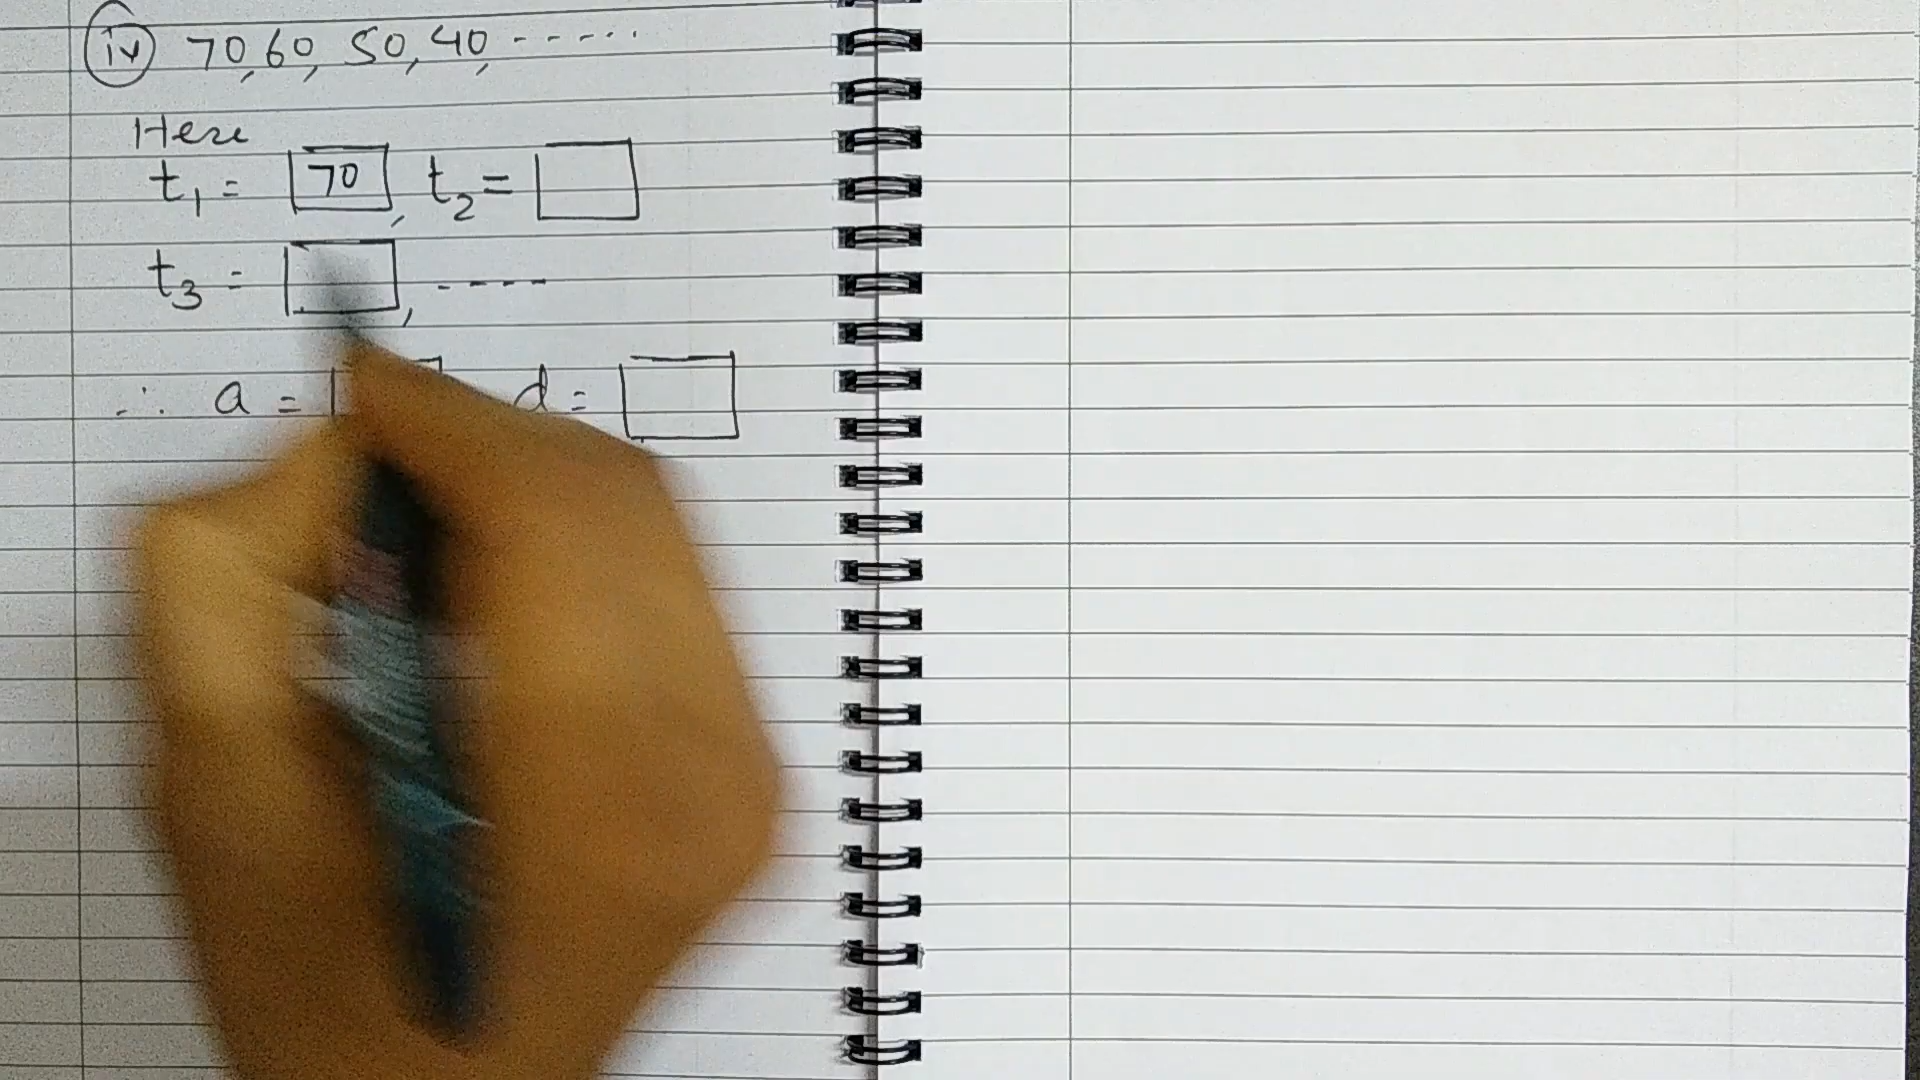 iv 70, 60, 50, 40, -----
Here
t1 = 70, t2 =
t3 = , ----
∴ a = d =